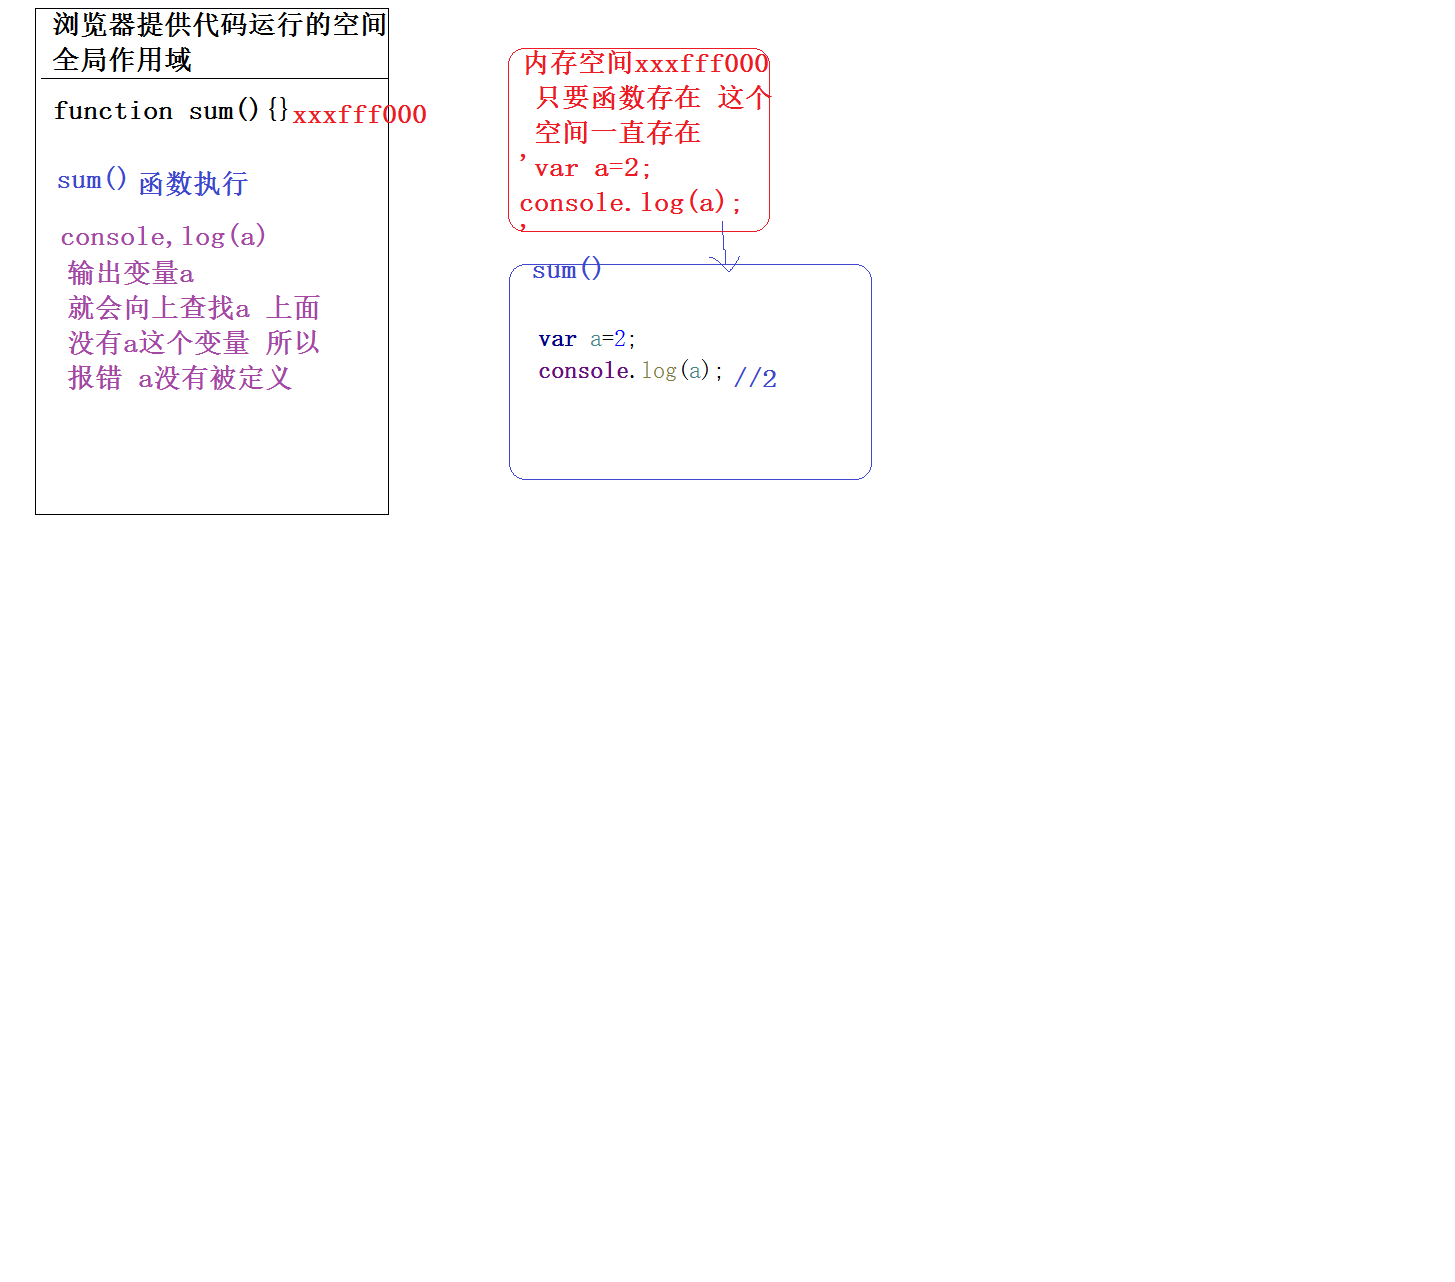 浏览器提供代码运行的空间
全局作用域
function sum(){}xxxfff000
sum() 函数执行
console,log(a)
输出变量a
就会向上查找a 上面
没有a这个变量 所以
报错 a没有被定义
内存空间xxxfff000
只要函数存在 这个
空间一直存在
'
var a=2;
console.log(a);
'
sum()
var a=2;
console.log(a); //2